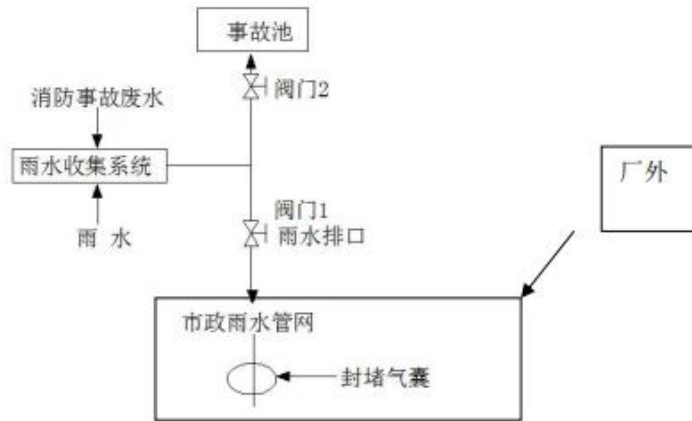 事故池
阀门2
消防事故废水
雨水收集系统
雨 水
阀门1
雨水排口
厂外
市政雨水管网
封堵气囊